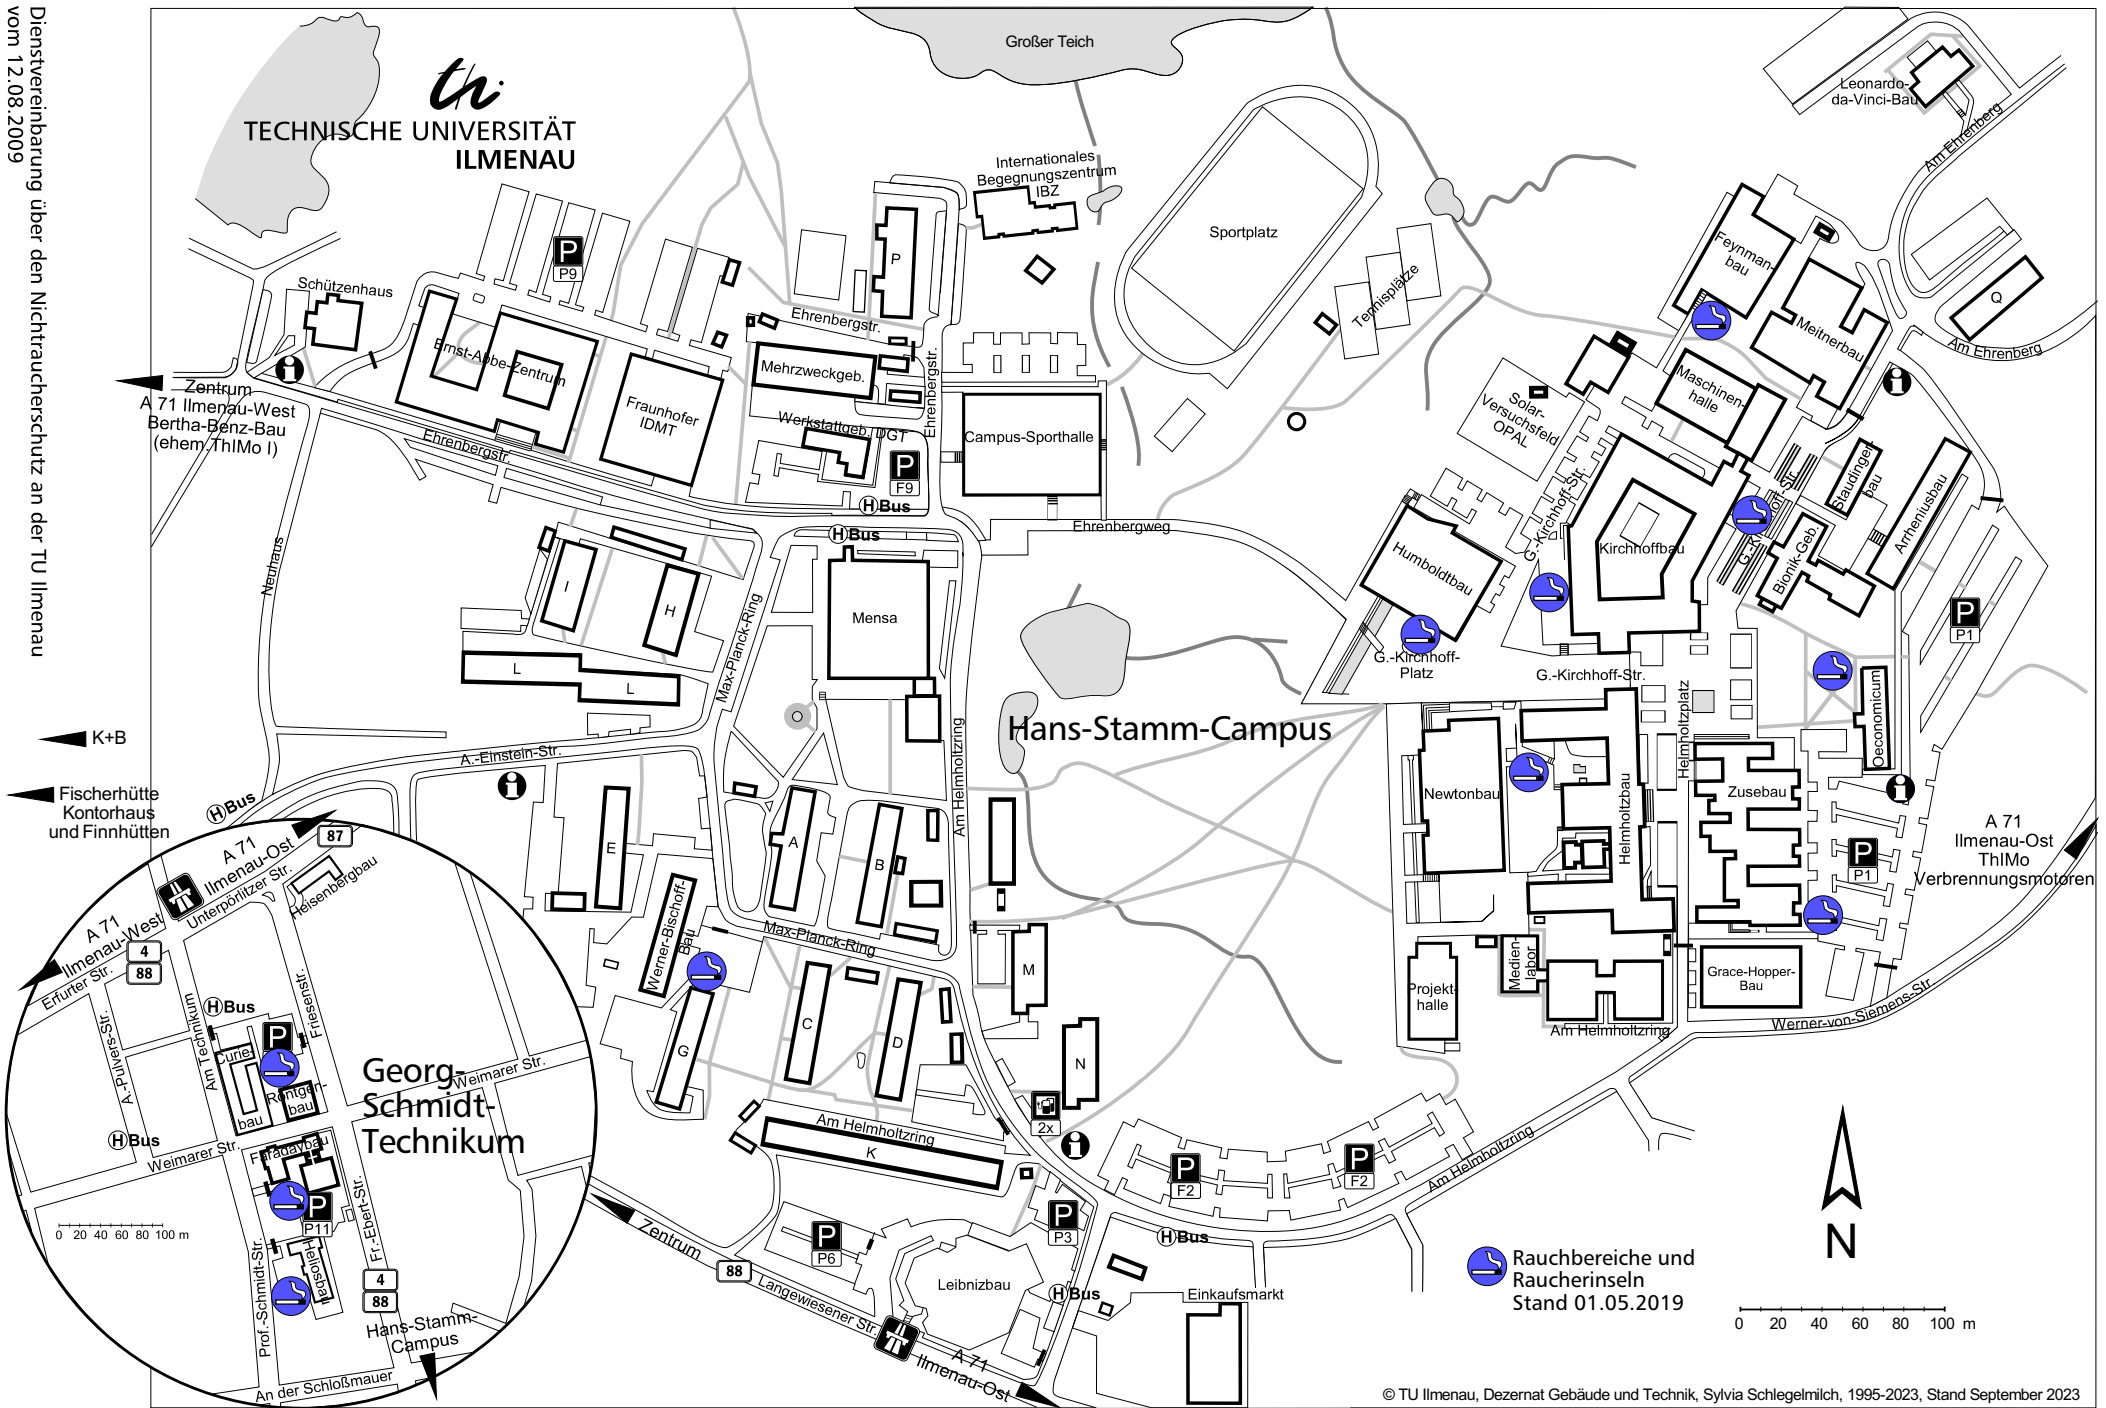 Dienstvereinbarung über den Nichtraucherschutz an der TU Ilmenau
vom 12.08.2009
th
TECHNISCHE UNIVERSITÄT
ILMENAU
Großer Teich
Leonardo-
da-Vinci-Bau
Am Ehrenberg
Internationales
Begegnungszentrum
IBZ
Sportplatz
Tennisplätze
Feynman-
bau
Meitnerbau
Q
Am Ehrenberg
P
P9
Schützenhaus
P
Ehrenbergstr.
Ernst-Abbe-Zentrum
Fraunhofer
IDMT
Mehrzweckgeb.
Werkstattgeb. DGT
Ehrenbergstr.
Campus-Sporthalle
P
F9
H Bus
H Bus
Ehrenbergstr.
Ehrenbergweg
i
Zentrum
A 71 Ilmenau-West
Bertha-Benz-Bau
(ehem.ThIMo I)
Neuhaus
Maschinen-
halle
Solar-
Versuchsfeld
OPAL
i
Staudinger-
bau
Arrheniusbau
G.-Kirchhoff-Str.
G.-Kirchhoff-Str.
G.-Kirchhoff-Str.
Kirchhoffbau
Bionik-Geb.
Humboldtbau
P
P1
G.-Kirchhoff-
Platz
G.-Kirchhoff-Str.
I
H
L
L
Max-Planck-Ring
Mensa
Am Helmholtzring
Hans-Stamm-Campus
Helmholtzplatz
Oeconomicum
K+B
Fischerhütte
Kontorhaus
und Finnhütten
A.-Einstein-Str.
i
H Bus
Newtonbau
Helmholtzbau
Zusebau
i
P
P1
A 71
Ilmenau-Ost
ThIMo
Verbrennungsmotoren
E
A
B
Werner-Bischoff-
Bau
Max-Planck-Ring
G
C
D
M
N
Projekt-
halle
Medien-
labor
Grace-Hopper-
Bau
Am Helmholtzring
Werner-von-Siemens-Str.
2x
i
Am Helmholtzring
K
P
F2
P
F2
Am Helmholtzring
P
P3
P
P6
H Bus
H Bus
Leibnizbau
Einkaufsmarkt
Zentrum
88
Langewiesener Str.
A 71
Ilmenau-Ost
A 71
Ilmenau-Ost
87
Unterpörlitzer Str.
Heisenbergbau
A 71
Ilmenau-West
4
88
Erfurter Str.
A.-Pulvers-Str.
Am Technikum
Friesenstr.
H Bus
P
Curie-
bau
Röntgen-
bau
Georg-
Schmidt-
Technikum
Weimarer Str.
H Bus
Weimarer Str.
Faradaybau
P
P11
Fr.-Ebert-Str.
0 20 40 60 80 100 m
Prof.-Schmidt-Str.
Heliosbau
4
88
Hans-Stamm-
Campus
An der Schloßmauer
N
Rauchbereiche und
Raucherinseln
Stand 01.05.2019
0 20 40 60 80 100 m
© TU Ilmenau, Dezernat Gebäude und Technik, Sylvia Schlegelmilch, 1995-2023, Stand September 2023